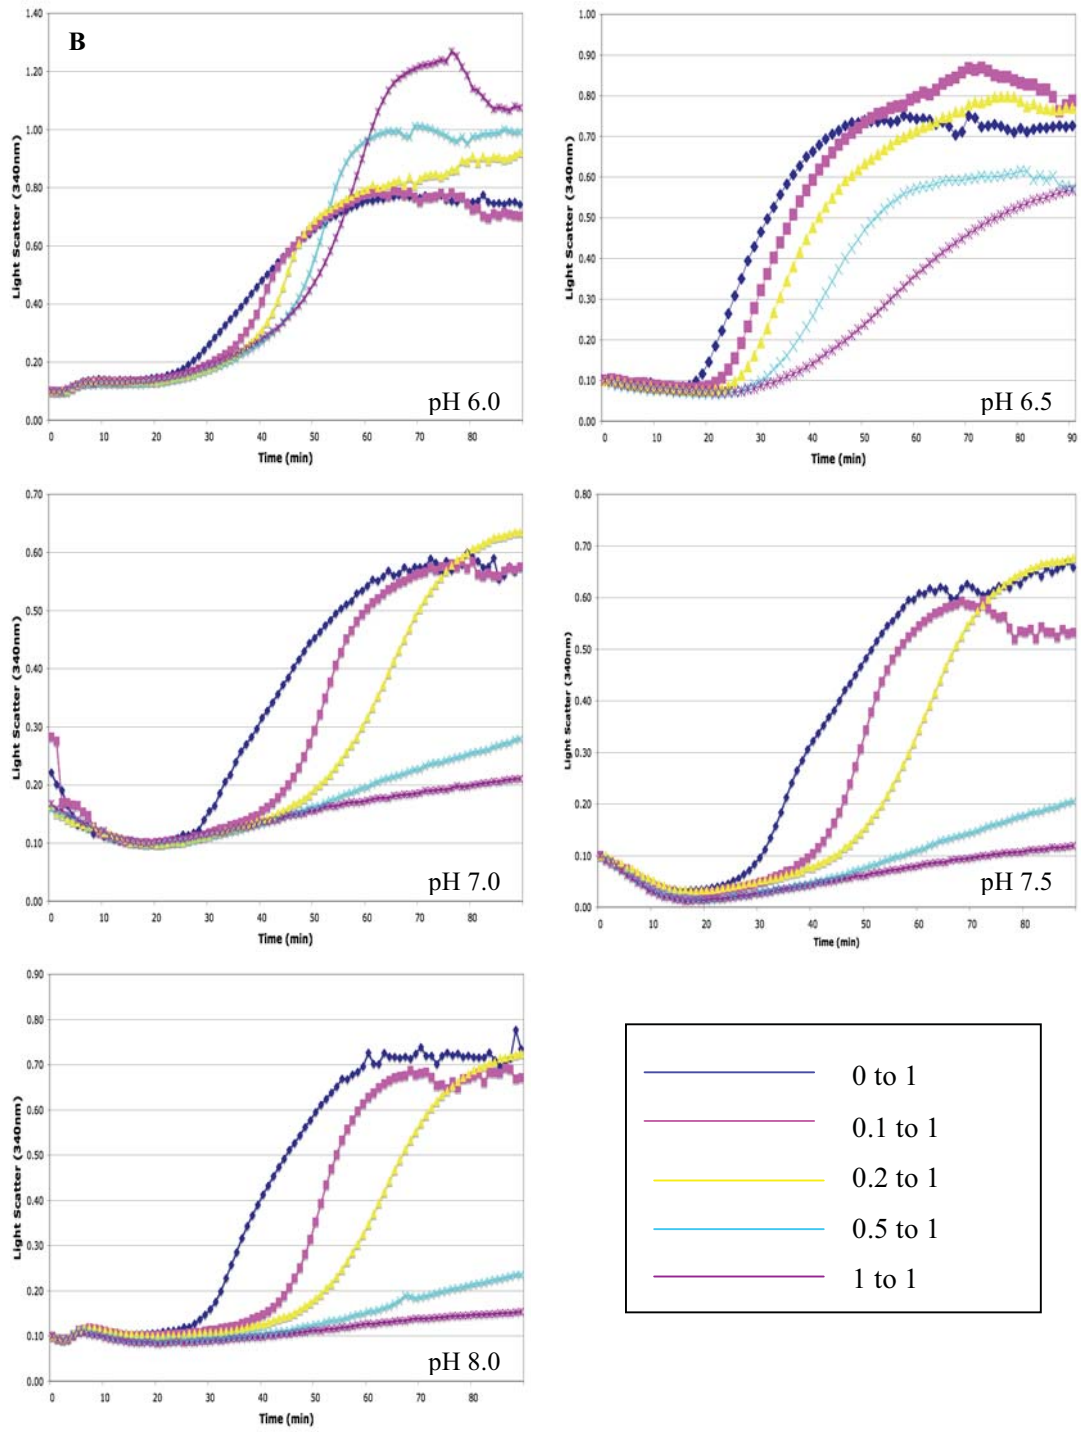 B
Light Scatter (340nm)
1.40
1.20
1.00
0.80
0.60
0.40
0.20
0.00
0 10 20 30 40 50 60 70 80
Time (min)
pH 6.0
Light Scatter (340nm)
1.00
0.90
0.80
0.70
0.60
0.50
0.40
0.30
0.20
0.10
0.00
0 10 20 30 40 50 60 70 80 90
Time (min)
pH 6.5
Light Scatter (340nm)
0.70
0.60
0.50
0.40
0.30
0.20
0.10
0.00
0 10 20 30 40 50 60 70 80
Time (min)
pH 7.0
Light Scatter (340nm)
0.80
0.70
0.60
0.50
0.40
0.30
0.20
0.10
0.00
0 10 20 30 40 50 60 70 80
Time (min)
pH 7.5
Light Scatter (340nm)
0.90
0.80
0.70
0.60
0.50
0.40
0.30
0.20
0.10
0.00
0 10 20 30 40 50 60 70 80
Time (min)
pH 8.0
0 to 1
0.1 to 1
0.2 to 1
0.5 to 1
1 to 1